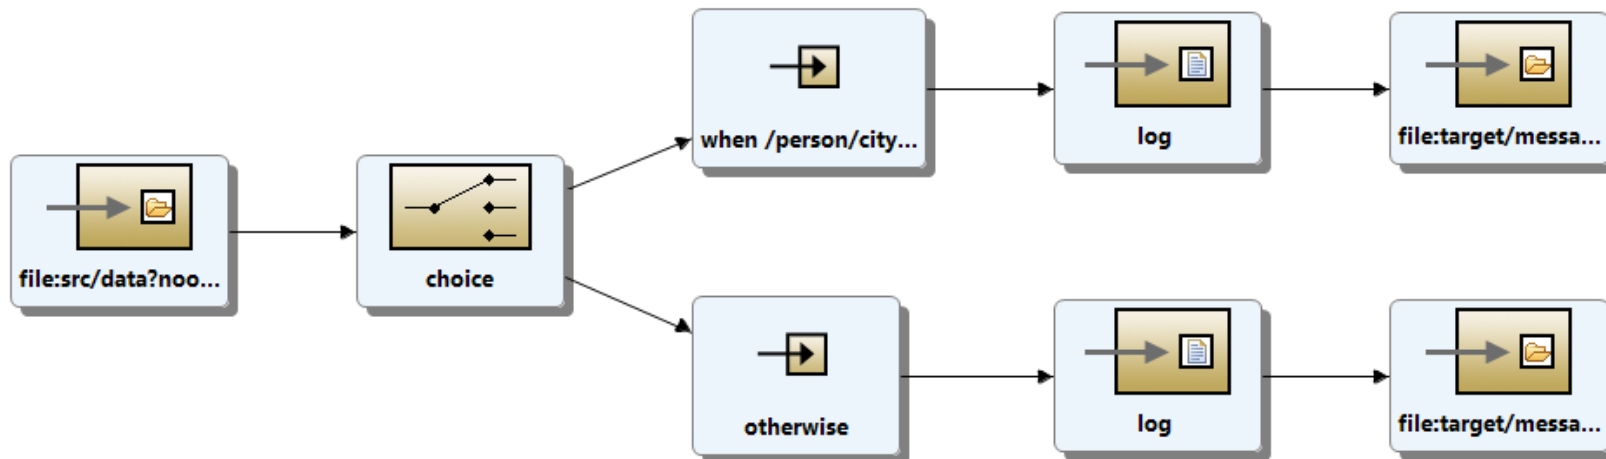 when /person/city...
log
file:target/messa...
file:src/data?noo...
choice
otherwise
log
file:target/messa...